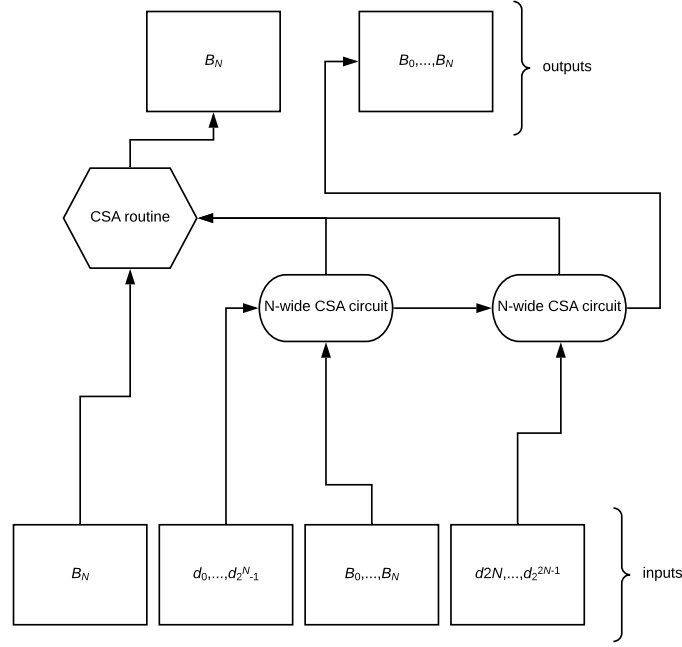 B_N
B_0,...,B_N
outputs
CSA routine
N-wide CSA circuit
N-wide CSA circuit
B_N
d_0,...,d_2^N-1
B_0,...,B_N
d2N,...,d_2^2N-1
inputs